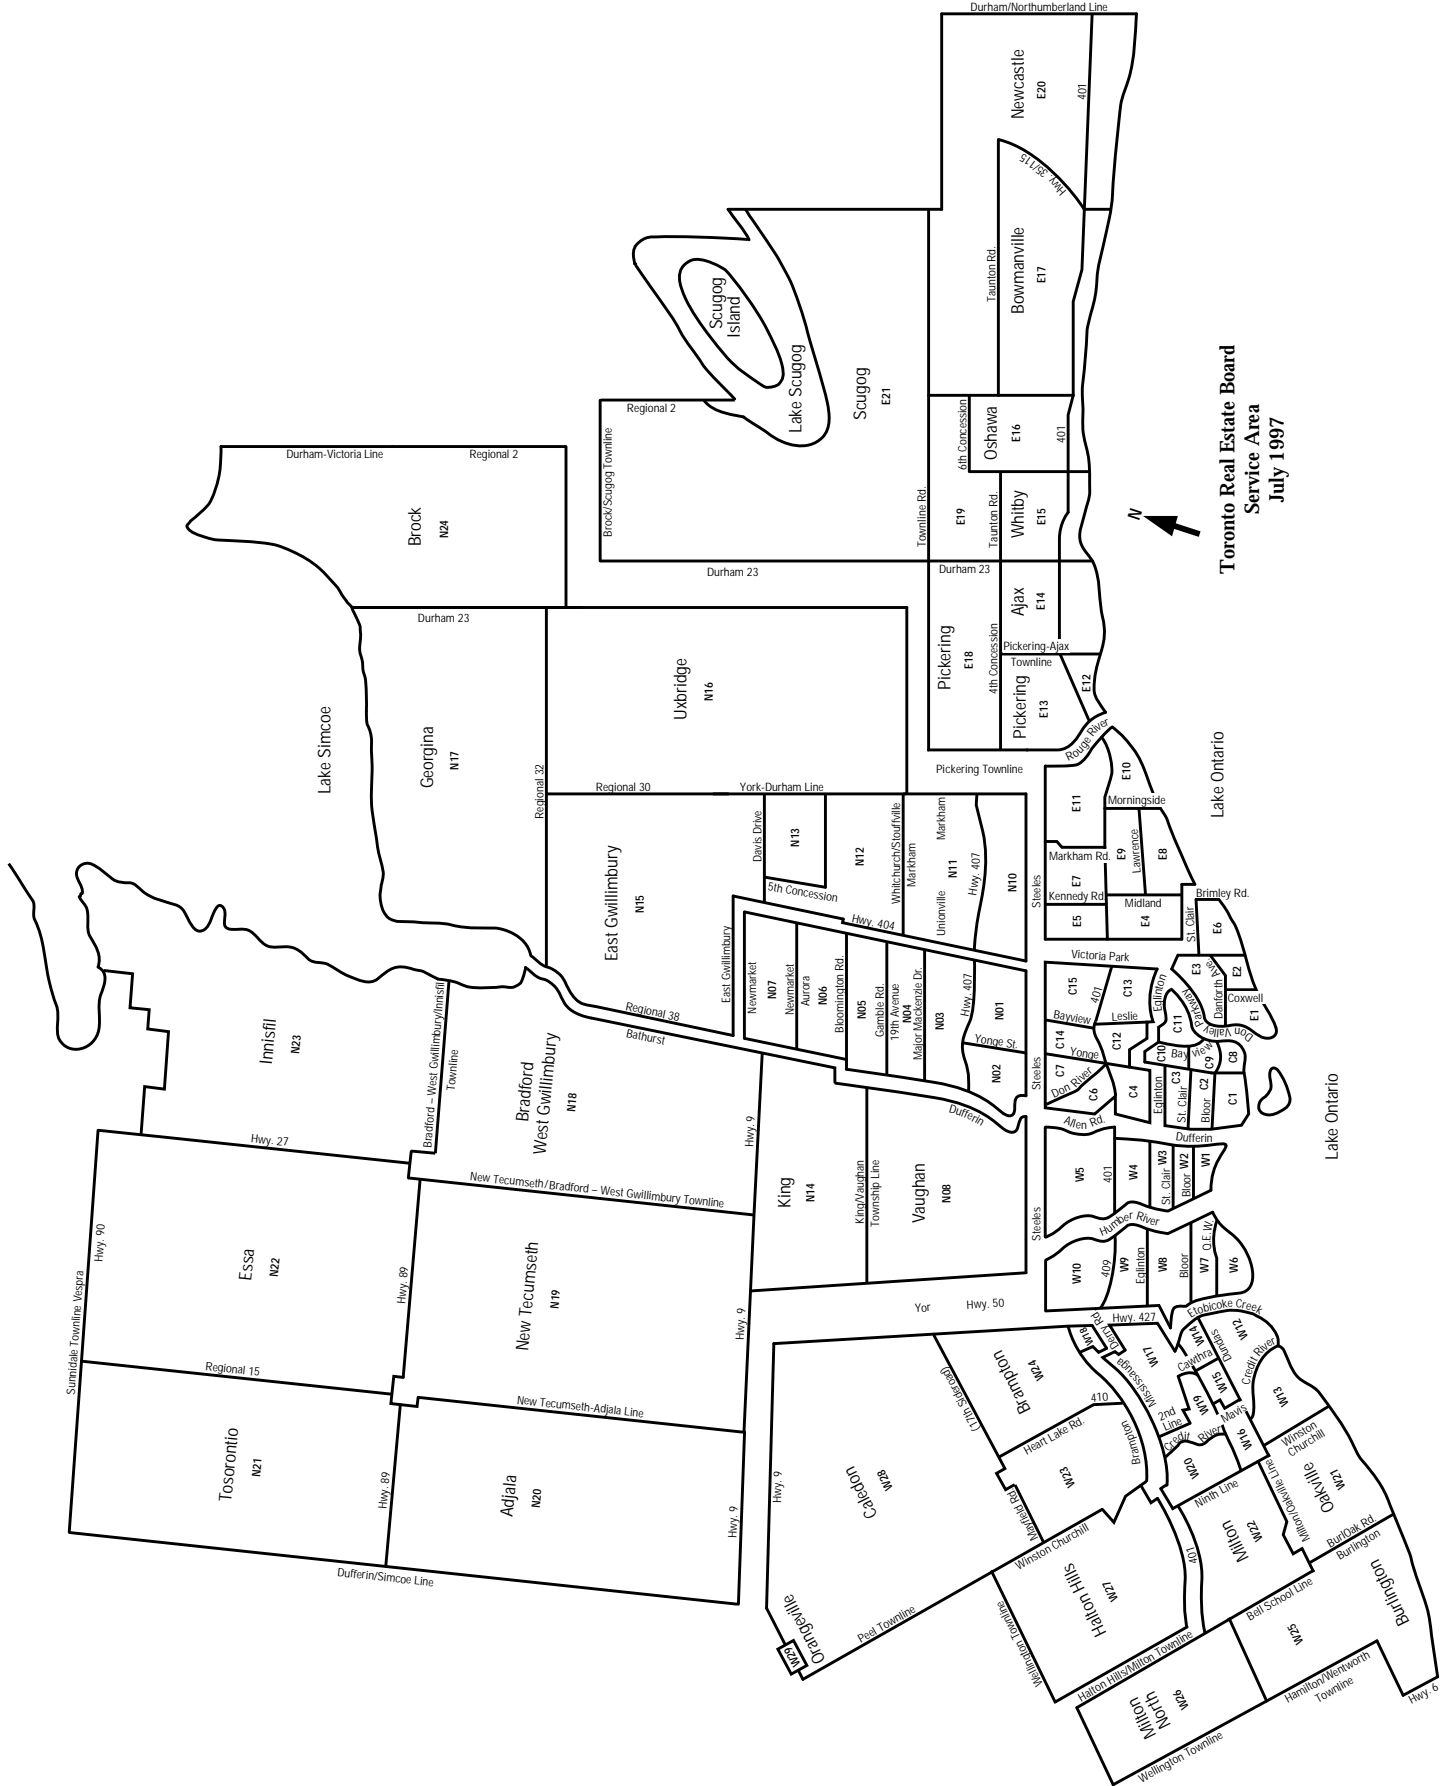 Durham/Northumberland Line
Newcastle
E20
401
Hwy. 35/115
Taunton Rd.
Bowmanville
E17
Scugog
Island
Lake Scugog
Scugog
E21
Regional 2
Brock/Scugog Townline
6th Concession
Oshawa
E16
401
Townline Rd.
E19
Taunton Rd.
Whitby
E15
N
Toronto Real Estate Board
Service Area
July 1997
Durham-Victoria Line
Regional 2
Brock
N24
Durham 23
Durham 23
Ajax
E14
Pickering-Ajax
Townline
Pickering
E18
4th Concession
Pickering
E13
E12
Rouge River
Durham 23
Uxbridge
N16
Lake Simcoe
Georgina
N17
Regional 32
Regional 30
York-Durham Line
Pickering Townline
Lake Ontario
E10
E11
Morningside
Markham Rd.
E9
Lawrence
E8
E7
Kennedy Rd.
Midland
E5
E4
Brimley Rd.
St. Clair
E6
Victoria Park
Steeles
Davis Drive
N13
5th Concession
N12
Whitchurch/Stouffville
Markham
Markham
Unionville
N11
Hwy. 407
N10
Hwy. 404
East Gwillimbury
N15
East Gwillimbury
Newmarket
N07
Newmarket
Aurora
N06
Bloomington Rd.
N05
Gamble Rd.
19th Avenue
N04
Major Mackenzie Dr.
N03
Hwy. 407
N01
Yonge St.
N02
Steeles
Regional 38
Bathurst
Dufferin
C15
401
C13
Bayview
Leslie
Eglinton
E3
Danforth Ave
E2
Coxwell
E1
Don Valley Parkway
C11
C14
Yonge
C12
C10
Bayview
C9
C8
C7
Don River
C6
C4
Eglinton
C3
St. Clair
C2
Bloor
C1
Allen Rd.
Dufferin
Lake Ontario
W5
401
W4
W3
St. Clair
W2
Bloor
W1
Humber River
Steeles
W10
409
W9
Eglinton
W8
Bloor
W7
Q.E.W.
W6
Hwy. 427
Etobicoke Creek
Innisfil
N23
Bradford – West Gwillimbury/Innisfil
Townline
Bradford
West Gwillimbury
N18
Hwy. 27
New Tecumseth/Bradford – West Gwillimbury Townline
Hwy. 9
King
N14
King/Vaughan
Township Line
Vaughan
N08
Hwy. 90
Sunnidale Townline Vespra
Essa
N22
Hwy. 89
New Tecumseth
N19
Hwy. 9
Yor
Hwy. 50
Regional 15
New Tecumseth-Adjala Line
Tosorontio
N21
Hwy. 89
Adjala
N20
Hwy. 9
Dufferin/Simcoe Line
Hwy. 9
Caledon
W28
(17th Sideroad)
Brampton
W24
410
Heart Lake Rd.
Mayfield Rd.
W23
Brampton
Mississauga
W18
Derry Rd.
W17
W14
Dundas
W12
Cawthra
W15
Credit River
W13
W19
2nd
Line
Credit River
Mavis
W16
W20
Winston
Churchill
Oakville
W21
Ninth Line
Milton/Oakville Line
Milton
W22
401
BurlOak Rd.
Burlington
Winston Churchill
Halton Hills
W27
Wellington Townline
Peel Townline
Orangeville
W29
Halton Hills/Milton Townline
Bell School Line
W25
Burlington
Hamilton/Wentworth
Townline
Hwy. 6
Milton
North
W26
Wellington Townline